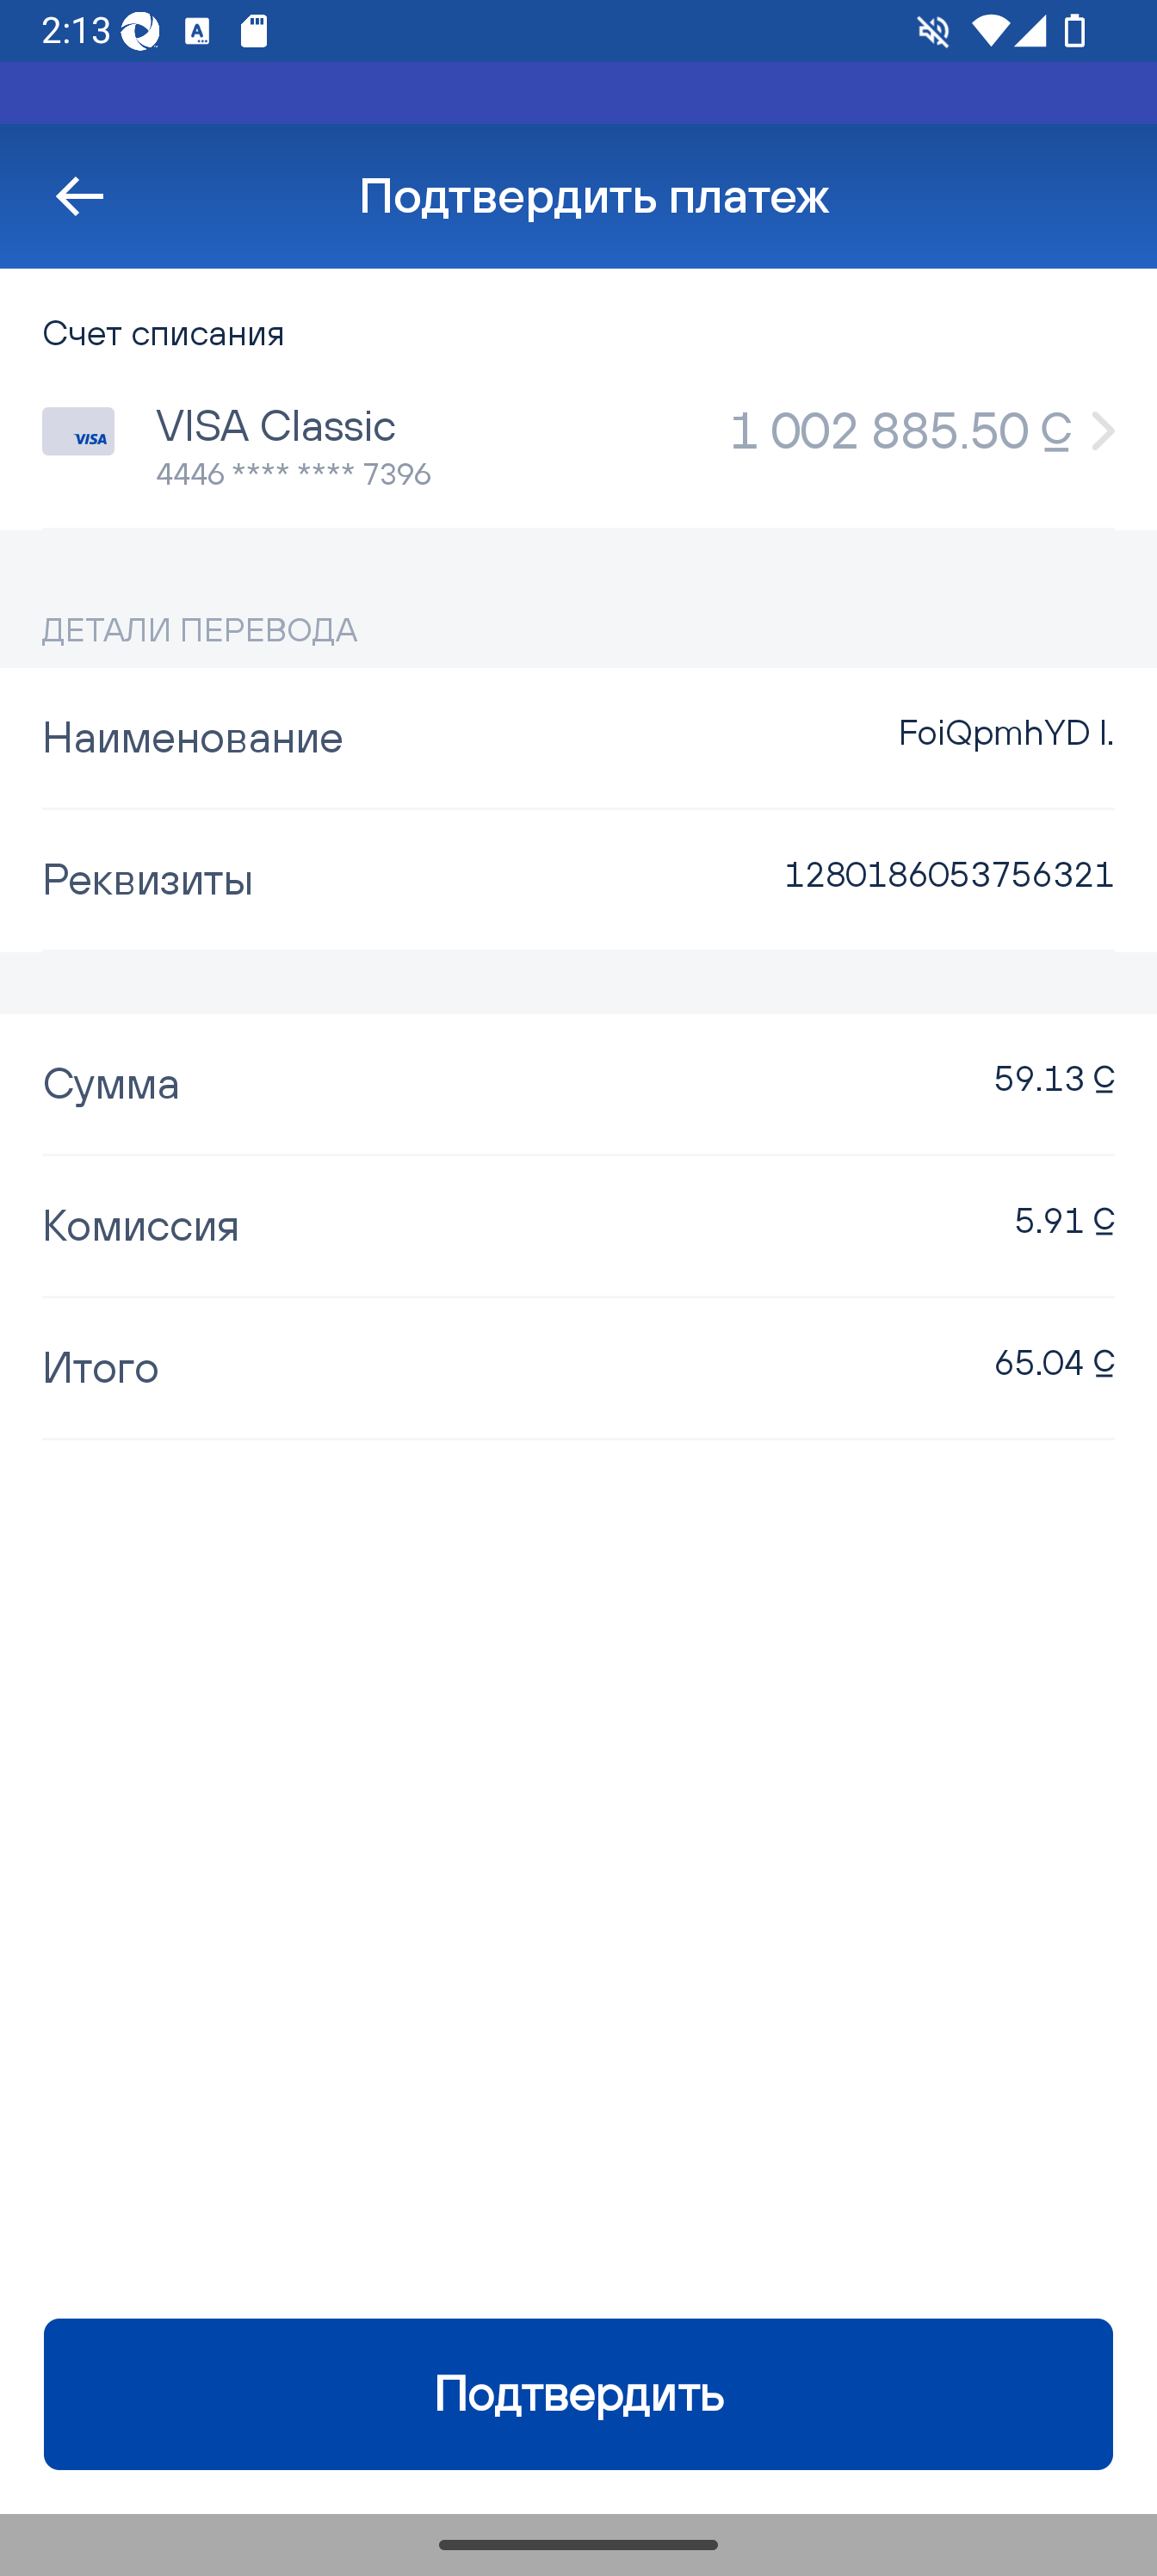 2:13
Подтвердить платеж
Счет списания
VISA
VISA Classic
1 002 885.50 ⃀
4446 **** **** 7396
ДЕТАЛИ ПЕРЕВОДА
Наименование
FoiQpmhYD I.
Реквизиты
1280186053756321
Сумма
59.13 ⃀
Комиссия
5.91 ⃀
Итого
65.04 ⃀
Подтвердить